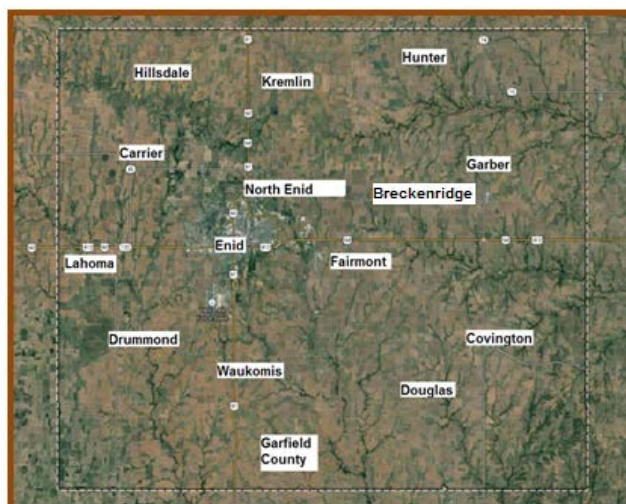 Hunter
Hillsdale
Kremlin
Carrier
Garber
North Enid
Breckenridge
Enid
Lahoma
Fairmont
Drummond
Covington
Waukomis
Douglas
Garfield
County